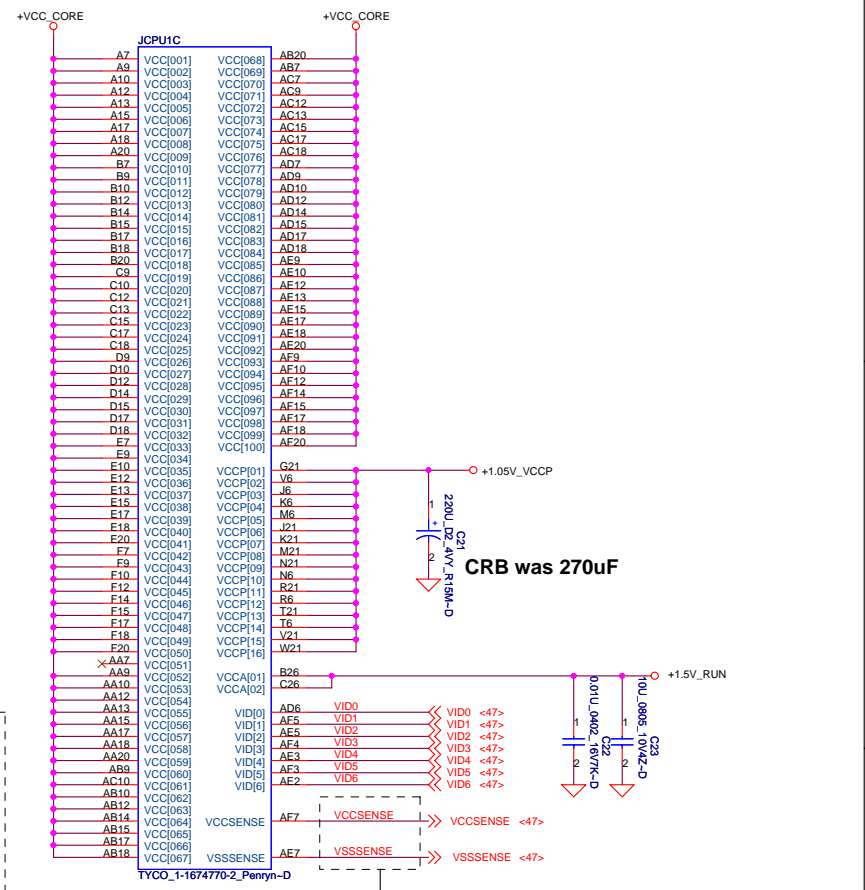 +VCC_CORE +VCC_CORE
JCPU1C
A7 VCC[001] VCC[068] AB20
A9 VCC[002] VCC[069] AB7
A10 VCC[003] VCC[070] AC7
A12 VCC[004] VCC[071] AC9
A13 VCC[005] VCC[072] AC12
A15 VCC[006] VCC[073] AC13
A17 VCC[007] VCC[074] AC15
A18 VCC[008] VCC[075] AC17
A20 VCC[009] VCC[076] AC18
B7 VCC[010] VCC[077] AD7
B9 VCC[011] VCC[078] AD9
B10 VCC[012] VCC[079] AD10
B12 VCC[013] VCC[080] AD12
B14 VCC[014] VCC[081] AD14
B15 VCC[015] VCC[082] AD15
B17 VCC[016] VCC[083] AD17
B18 VCC[017] VCC[084] AD18
B20 VCC[018] VCC[085] AE9
C9 VCC[019] VCC[086] AE10
C10 VCC[020] VCC[087] AE12
C12 VCC[021] VCC[088] AE13
C13 VCC[022] VCC[089] AE15
C15 VCC[023] VCC[090] AE17
C17 VCC[024] VCC[091] AE18
C18 VCC[025] VCC[092] AE20
D9 VCC[026] VCC[093] AF9
D10 VCC[027] VCC[094] AF10
D12 VCC[028] VCC[095] AF12
D14 VCC[029] VCC[096] AF14
D15 VCC[030] VCC[097] AF15
D17 VCC[031] VCC[098] AF17
D18 VCC[032] VCC[099] AF18
E7 VCC[033] VCC[100] AF20
E9 VCC[034]
E10 VCC[035] VCCP[01] G21 +1.05V_VCCP
E12 VCC[036] VCCP[02] V6
E13 VCC[037] VCCP[03] J6
E15 VCC[038] VCCP[04] K6
E17 VCC[039] VCCP[05] M6
E18 VCC[040] VCCP[06] J21
E20 VCC[041] VCCP[07] K21
F7 VCC[042] VCCP[08] M21
F9 VCC[043] VCCP[09] N21
F10 VCC[044] VCCP[10] N6
F12 VCC[045] VCCP[11] R21
F14 VCC[046] VCCP[12] R6
F15 VCC[047] VCCP[13] T21
F17 VCC[048] VCCP[14] T6
F18 VCC[049] VCCP[15] V21
F20 VCC[050] VCCP[16] W21
1
+
2
C21
220U_D2_4VY_R15M~D
CRB was 270uF
AA7 VCC[051]
AA9 VCC[052] VCCA[01] B26 +1.5V_RUN
AA10 VCC[053] VCCA[02] C26
AA12 VCC[054]
AA13 VCC[055] VID[0] AD6 VID0 VID0 <47>
AA15 VCC[056] VID[1] AF5 VID1 VID1 <47>
AA17 VCC[057] VID[2] AE5 VID2 VID2 <47>
AA18 VCC[058] VID[3] AF4 VID3 VID3 <47>
AA20 VCC[059] VID[4] AE3 VID4 VID4 <47>
AB9 VCC[060] VID[5] AF3 VID5 VID5 <47>
AC10 VCC[061] VID[6] AE2 VID6 VID6 <47>
AB10 VCC[062]
AB12 VCC[063]
AB14 VCC[064] VCCSENSE AF7 VCCSENSE VCCSENSE <47>
AB15 VCC[065]
AB17 VCC[066]
AB18 VCC[067] VSSSENSE AE7 VSSSENSE VSSSENSE <47>
1
2
C22
0.01U_0402_16V7K~D
1
2
C23
10U_0805_10V4Z~D
TYCO_1-1674770-2_Penryn~D